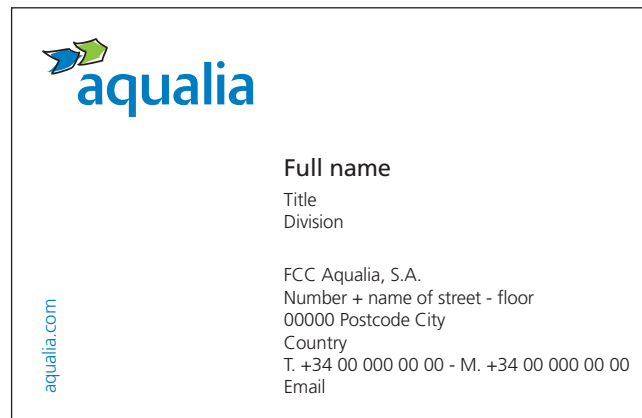 aqualia
Full name
Title
Division
FCC Aqualia, S.A.
Number + name of street - floor
00000 Postcode City
Country
T. +34 00 000 00 00 - M. +34 00 000 00 00
Email
aqualia.com